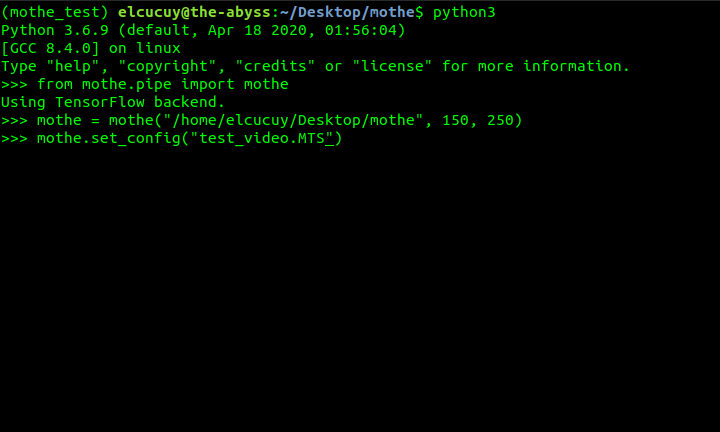 (mothe_test) elcucuy@the-abyss:~/Desktop/mothe$ python3
Python 3.6.9 (default, Apr 18 2020, 01:56:04)
[GCC 8.4.0] on linux
Type "help", "copyright", "credits" or "license" for more information.
>>> from mothe.pipe import mothe
Using TensorFlow backend.
>>> mothe = mothe("/home/elcucuy/Desktop/mothe", 150, 250)
>>> mothe.set_config("test_video.MTS")